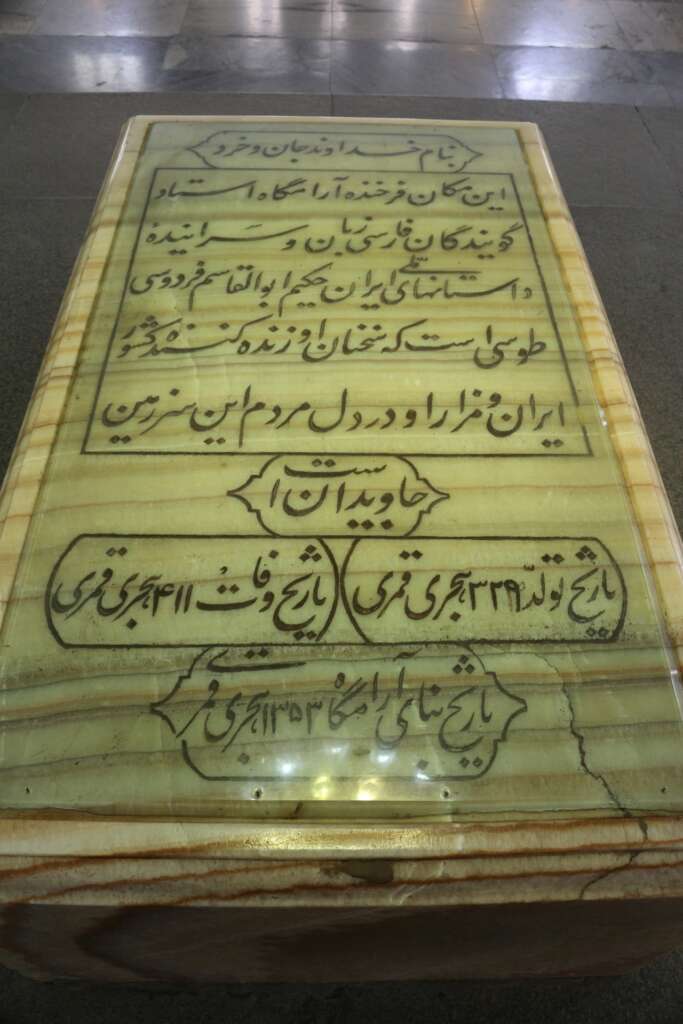 بنام خداوند جان و خرد
این مکان فرخنده آرامگاه استاد
گویندگان فارسی زبان و سراینده
داستانهای ملّی ایران حکیم ابوالقاسم فردوسی
طوسی است که سخنان او زنده کننده کشور
ایران و مزار او در دل مردم این سرزمین
جاویدان است
تاریخ تولّد ۳۲۹ هجری قمری
تاریخ وفات ۴۱۱ هجری قمری
تاریخ بنای آرامگاه ۱۳۵۳ هجری قمری